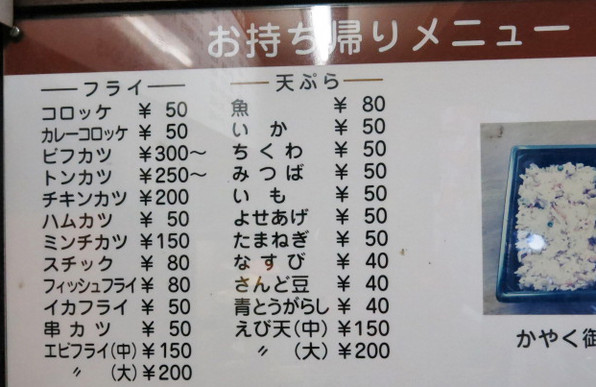 お持ち帰りメニュー
フライ
コロッケ ¥ 50
カレーコロッケ ¥ 50
ビフカツ ¥300～
トンカツ ¥250～
チキンカツ ¥200
ハムカツ ¥ 50
ミンチカツ ¥150
スチック ¥ 80
フィッシュフライ ¥ 80
イカフライ ¥ 50
串カツ ¥ 50
エビフライ(中) ¥150
〃 (大) ¥200
天ぷら
魚 ¥ 80
いか ¥ 50
ちくわ ¥ 50
みつば ¥ 50
いも ¥ 50
よせあげ ¥ 50
たまねぎ ¥ 50
なすび ¥ 40
さんど豆 ¥ 40
青とうがらし ¥ 40
えび天(中) ¥150
〃 (大) ¥200
かやく御